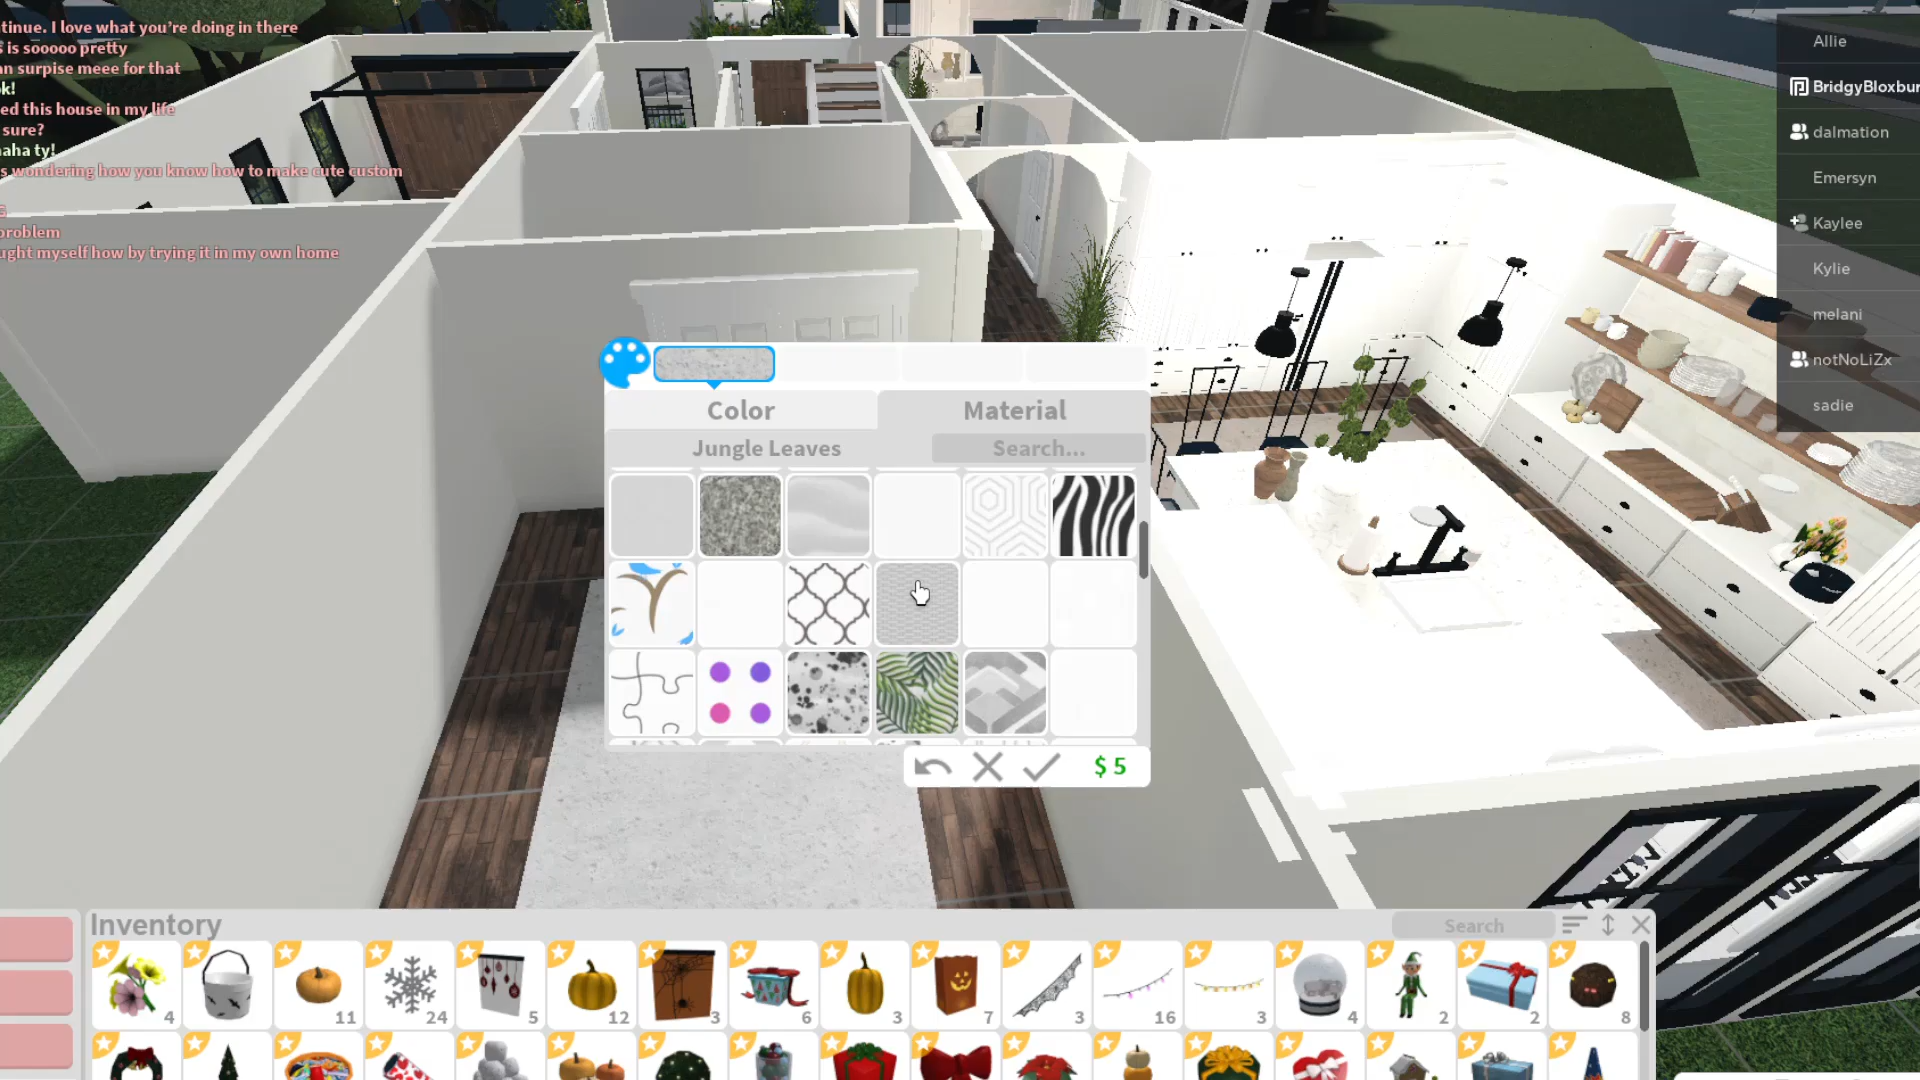 tinue. I love what you're doing in there
s is sooooo pretty
an surpise meee for that
k!
ed this house in my life
sure?
aha ty!
s wondering how you know how to make cute custom
problem
ught myself how by trying it in my own home
Allie
BridgyBloxbur
dalmation
Emersyn
Kaylee
Kylie
melani
notNoLiZx
sadie
Color
Material
Jungle Leaves
Search...
$ 5
Inventory
Search
4
11
24
5
12
3
6
3
7
3
16
3
4
2
2
8